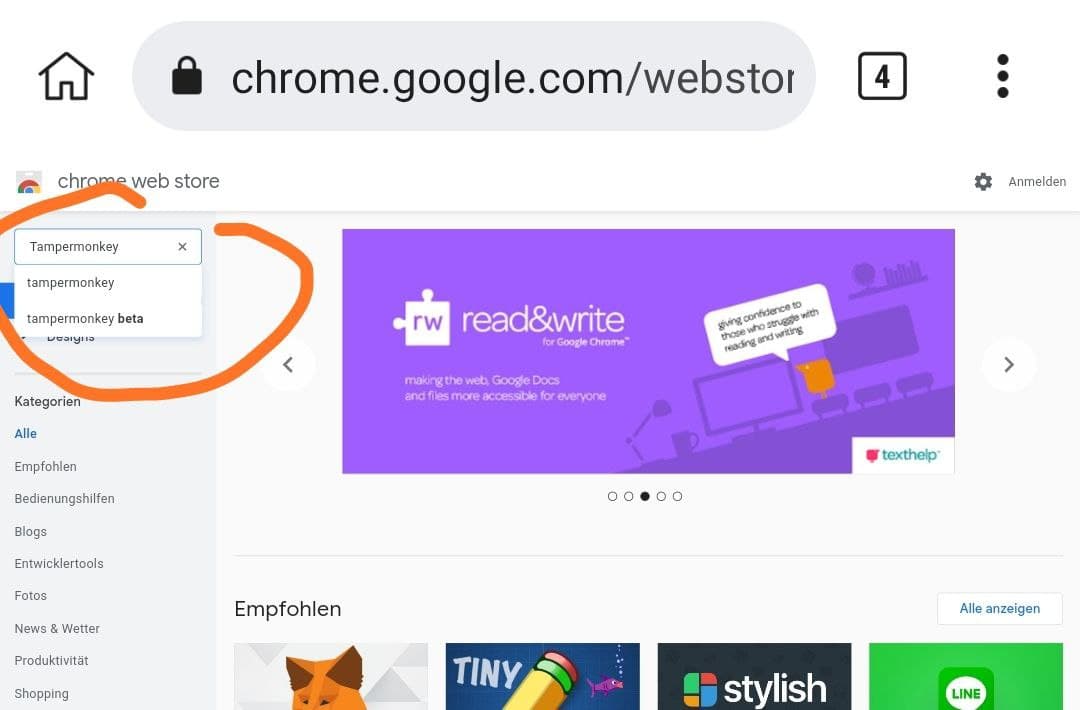 chrome.google.com/webstor
4
chrome web store
Anmelden
Tampermonkey
tampermonkey
tampermonkey beta
Designs
Kategorien
Alle
Empfohlen
Bedienungshilfen
Blogs
Entwicklertools
Fotos
News & Wetter
Produktivität
Shopping
rw read&write
for Google Chrome™
making the web, Google Docs
and files more accessible for everyone
giving confidence to
those who struggle with
reading and writing
texthelp
Empfohlen
Alle anzeigen
TINY
stylish
LINE